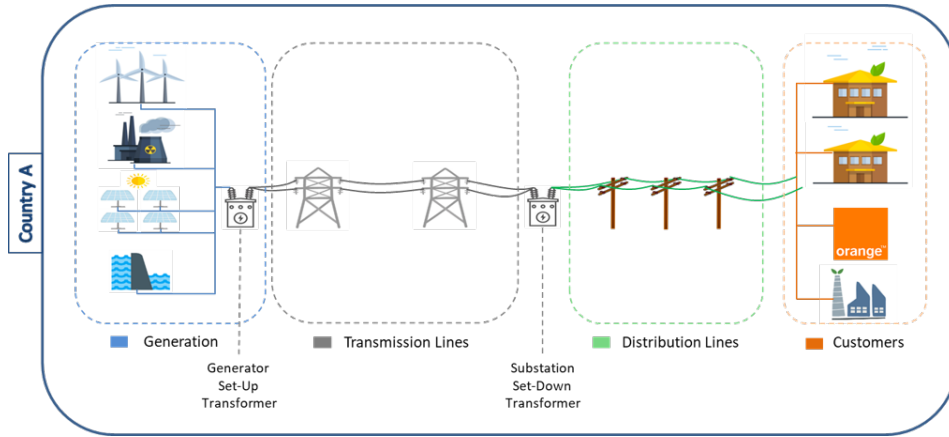 Country A
orange
Generation
Transmission Lines
Distribution Lines
Customers
Generator
Set-Up
Transformer
Substation
Set-Down
Transformer